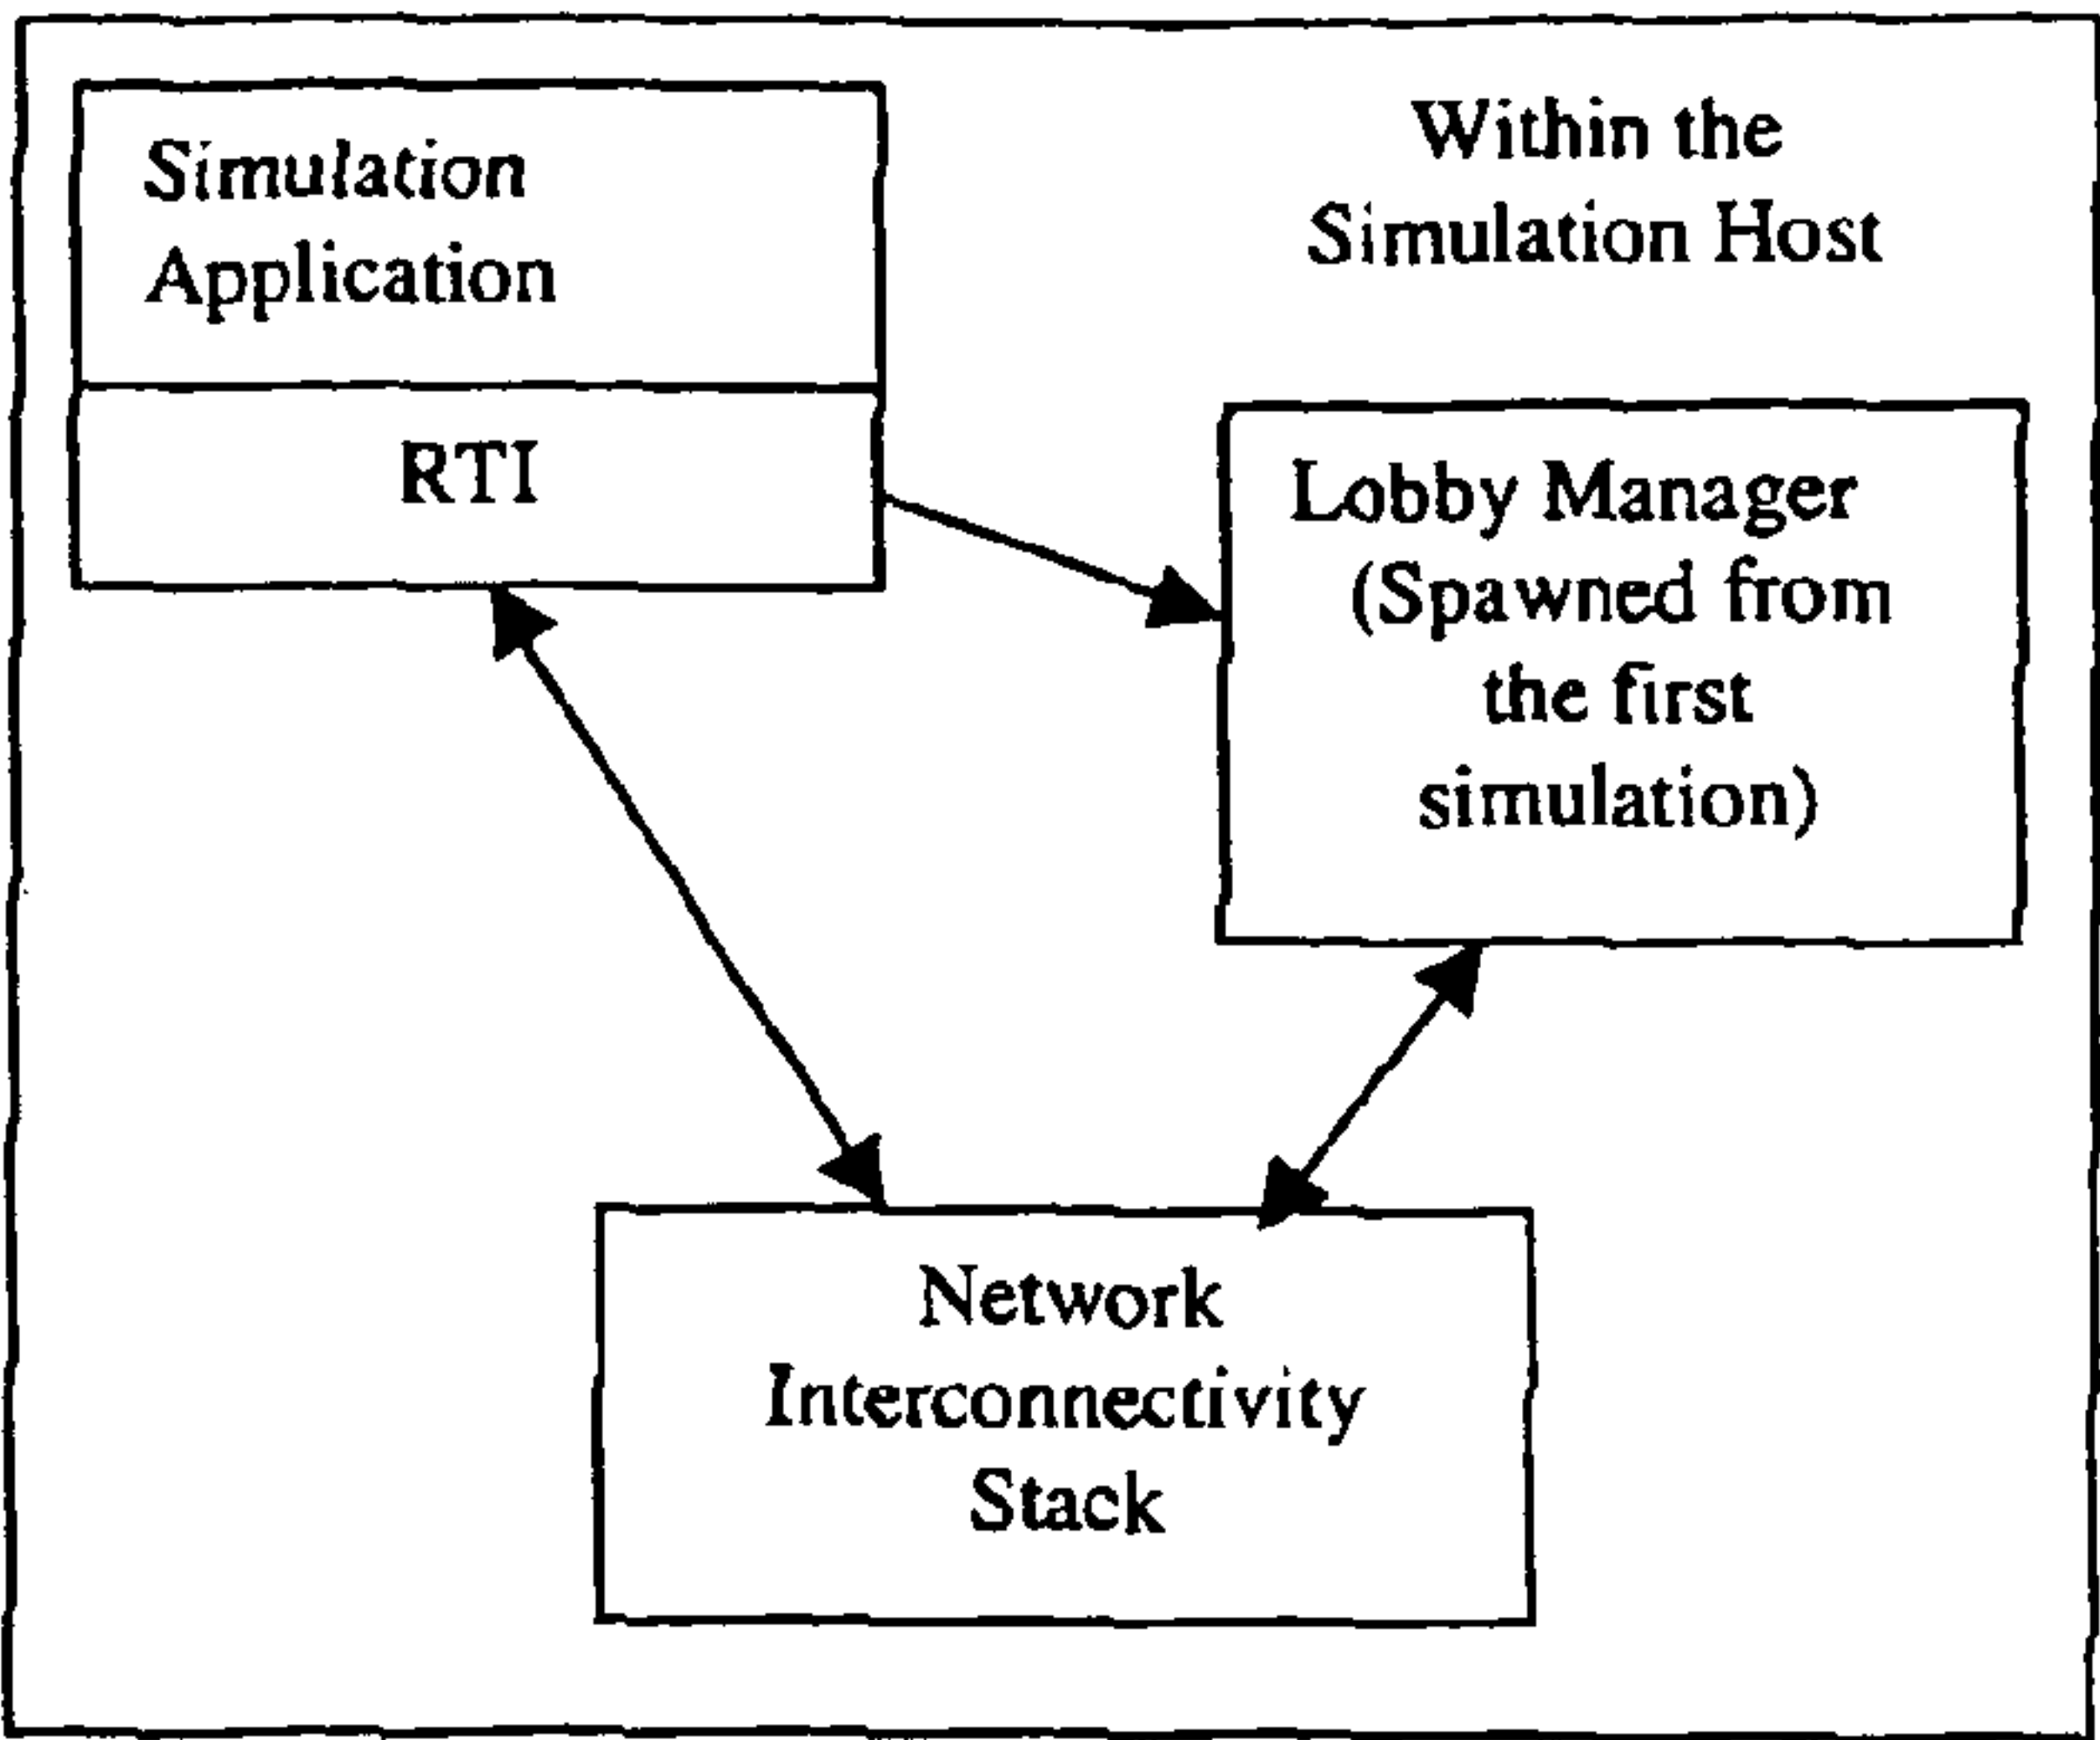 Simulation
Application
RTI
Within the
Simulation Host
Lobby Manager
(Spawned from
the first
simulation)
Network
Interconnectivity
Stack